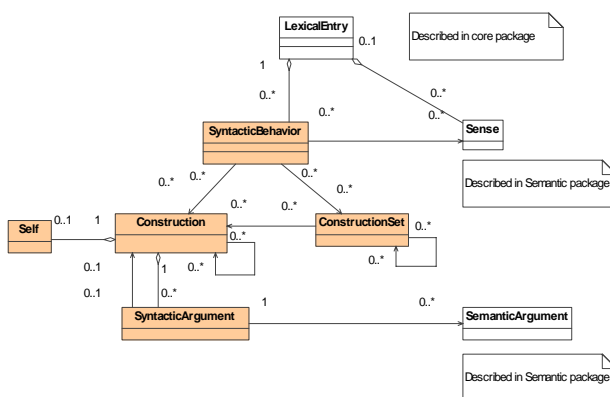 LexicalEntry
0..1
Described in core package
1
0..*
0..*
0..*
0..*
SyntacticBehavior
Sense
0..*
0..*
0..*
0..*
Described in Semantic package
0..*
0..*
Self
0..1
1
Construction
0..*
ConstructionSet
0..*
0..*
0..*
0..1
1
0..1
0..*
SyntacticArgument
1
0..*
SemanticArgument
Described in Semantic package